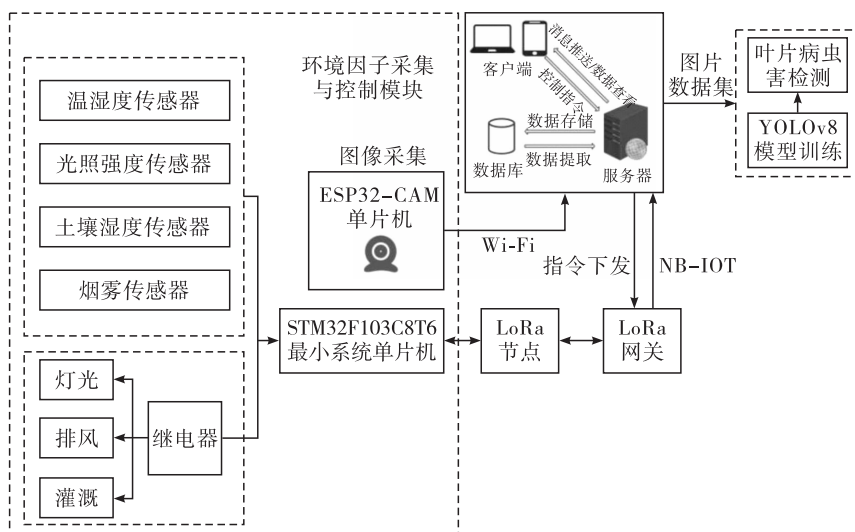 环境因子采集
与控制模块
温湿度传感器
光照强度传感器
土壤湿度传感器
烟雾传感器
灯光
排风
灌溉
继电器
图像采集
ESP32-CAM
单片机
STM32F103C8T6
最小系统单片机
Wi-Fi
LoRa
节点
LoRa
网关
指令下发
NB-IOT
客户端
消息推送/数据查看
控制指令
数据存储
数据提取
数据库
服务器
图片
数据集
叶片病虫
害检测
YOLOv8
模型训练